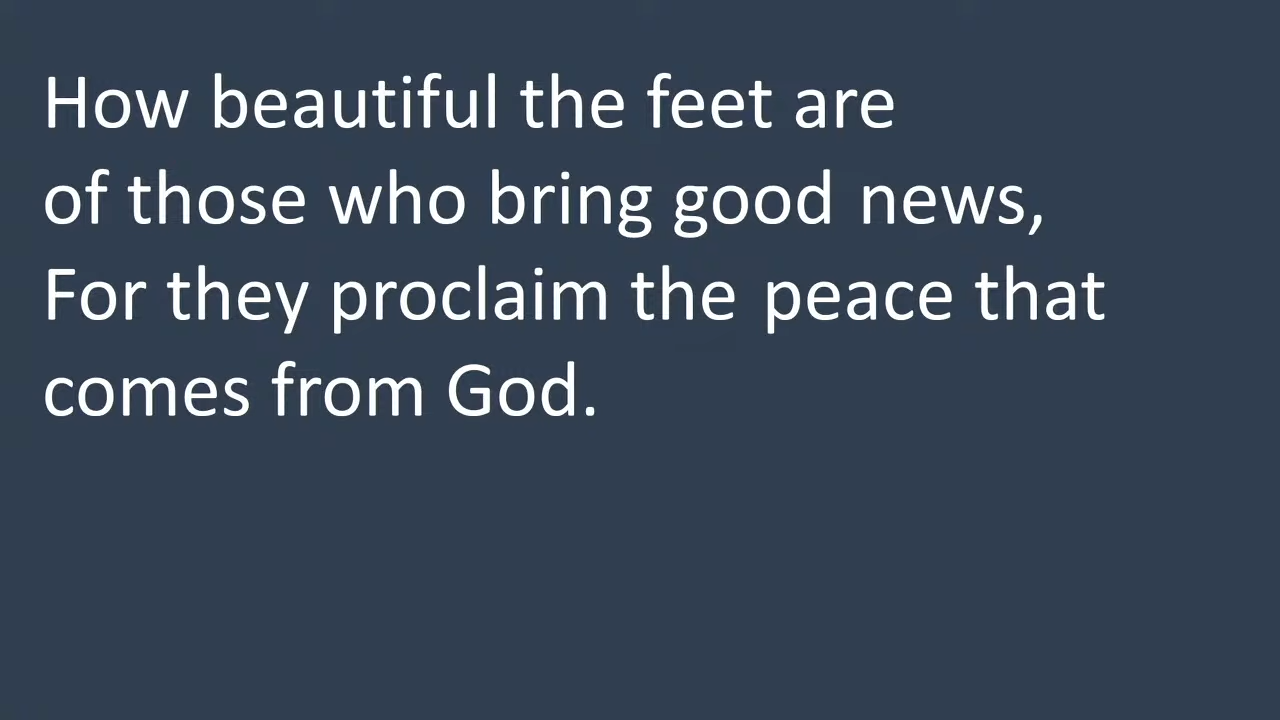 How beautiful the feet are
of those who bring good news,
For they proclaim the peace that
comes from God.